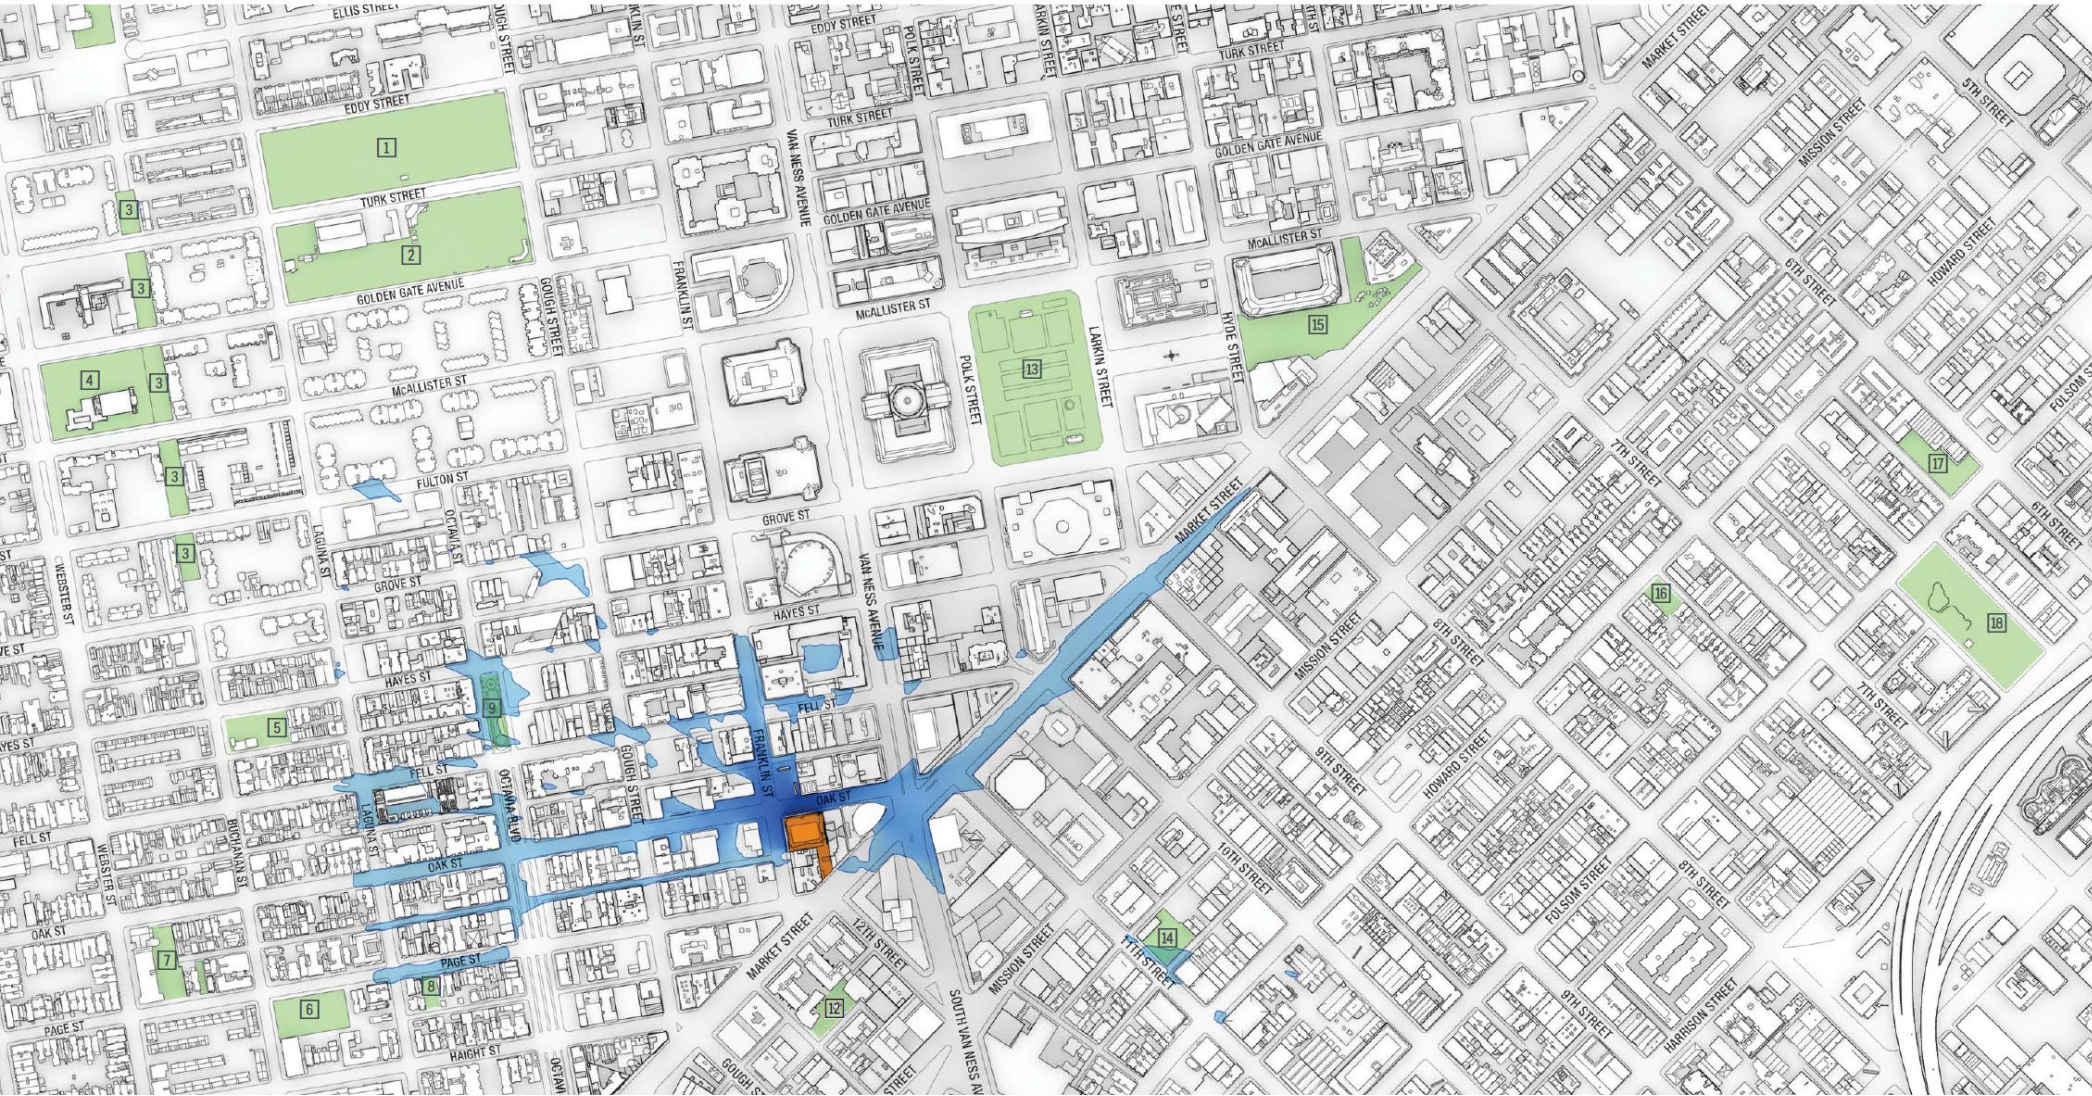 ELLIS STREET
EDDY STREET
TURK STREET
MARKET STREET
POLK STREET
LARKIN STREET
5TH STREET
EDDY STREET
1
TURK STREET
MISSION STREET
VAN NESS AVENUE
GOLDEN GATE AVENUE
3
TURK STREET
GOLDEN GATE AVENUE
2
McALLISTER ST
HOWARD STREET
3
GOLDEN GATE AVENUE
GOUGH STREET
FRANKLIN ST
6TH STREET
McALLISTER ST
15
HYDE STREET
LARKIN STREET
13
POLK STREET
4
3
McALLISTER ST
7TH STREET
17
3
FULTON ST
GROVE ST
MARKET STREET
6TH STREET
LAGUNA ST
OCTAVIA ST
3
WEBSTER ST
GROVE ST
VAN NESS AVENUE
HAYES ST
16
18
MISSION STREET
8TH STREET
HAYES ST
9
5
FELL ST
7TH STREET
FRANKLIN ST
GOUGH STREET
HOWARD STREET
9TH STREET
FELL ST
OCTAVIA BLVD
OAK ST
LAGUNA ST
BUCHANAN ST
FELL ST
WEBSTER ST
OAK ST
10TH STREET
8TH STREET
FOLSOM STREET
OAK ST
7
PAGE ST
MARKET STREET
12TH STREET
MISSION STREET
14
11TH STREET
8
6
12
9TH STREET
HARRISON STREET
PAGE ST
HAIGHT ST
SOUTH VAN NESS AV
GOUGH ST